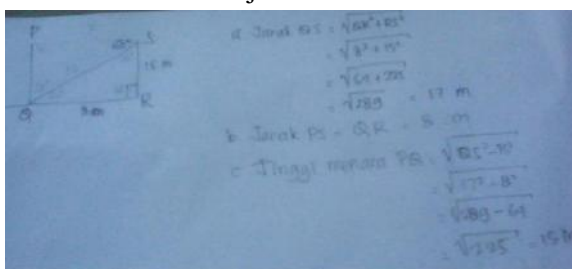 P
S
15 m
Q
8 m
R
a Jarak QS = √QR² + RS²
= √8² + 15²
= √64 + 225
= √289 = 17 m
b Jarak PS = QR = 8 m
c Tinggi menara PQ = √QS² -
= √17² - 8²
= √289 - 64
= √225 = 15